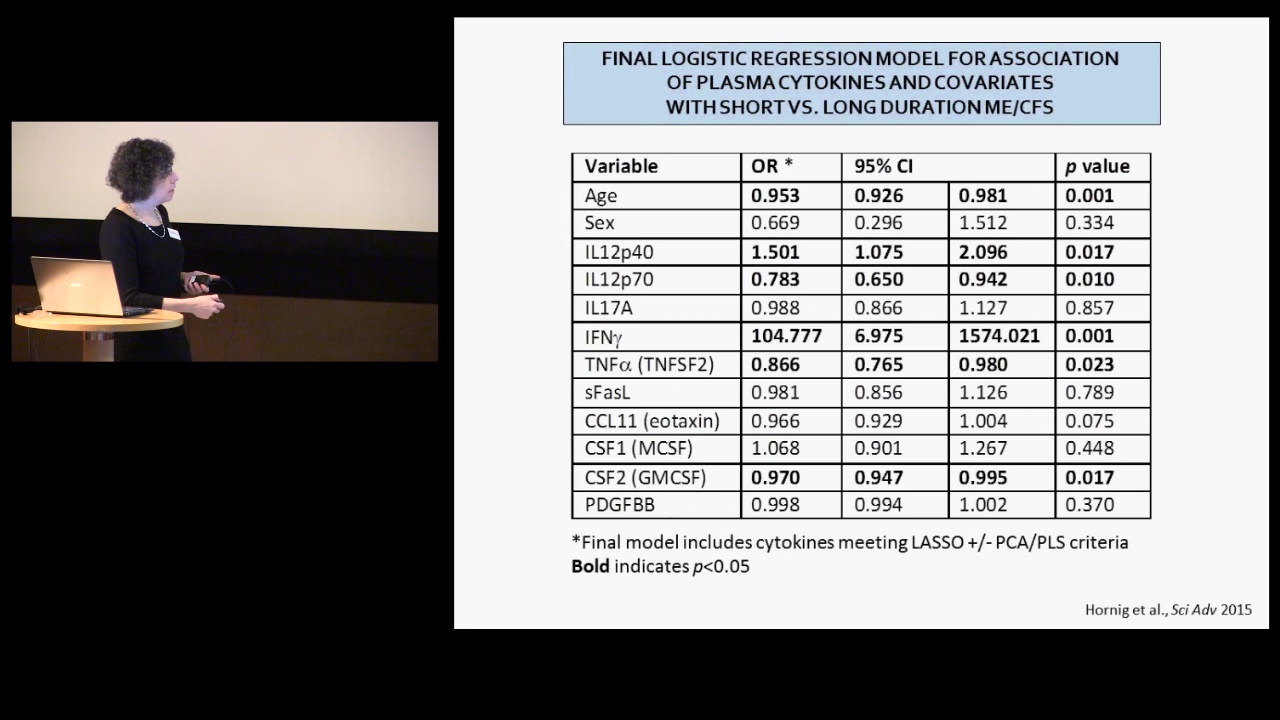 FINAL LOGISTIC REGRESSION MODEL FOR ASSOCIATION
OF PLASMA CYTOKINES AND COVARIATES
WITH SHORT VS. LONG DURATION ME/CFS
Variable OR * 95% CI p value
Age 0.953 0.926 0.981 0.001
Sex 0.669 0.296 1.512 0.334
IL12p40 1.501 1.075 2.096 0.017
IL12p70 0.783 0.650 0.942 0.010
IL17A 0.988 0.866 1.127 0.857
IFNγ 104.777 6.975 1574.021 0.001
TNFα (TNFSF2) 0.866 0.765 0.980 0.023
sFasL 0.981 0.856 1.126 0.789
CCL11 (eotaxin) 0.966 0.929 1.004 0.075
CSF1 (MCSF) 1.068 0.901 1.267 0.448
CSF2 (GMCSF) 0.970 0.947 0.995 0.017
PDGFBB 0.998 0.994 1.002 0.370
*Final model includes cytokines meeting LASSO +/- PCA/PLS criteria
Bold indicates p<0.05
Hornig et al., Sci Adv 2015